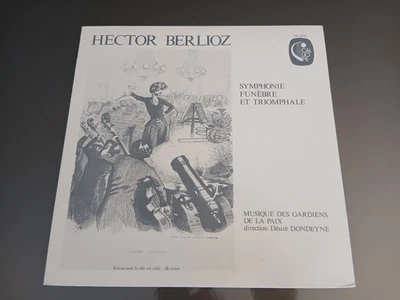 HECTOR BERLIOZ
SYMPHONIE
FUNÈBRE
ET TRIOMPHALE
MUSIQUE DES GARDIENS
DE LA PAIX
direction Désiré DONDEYNE